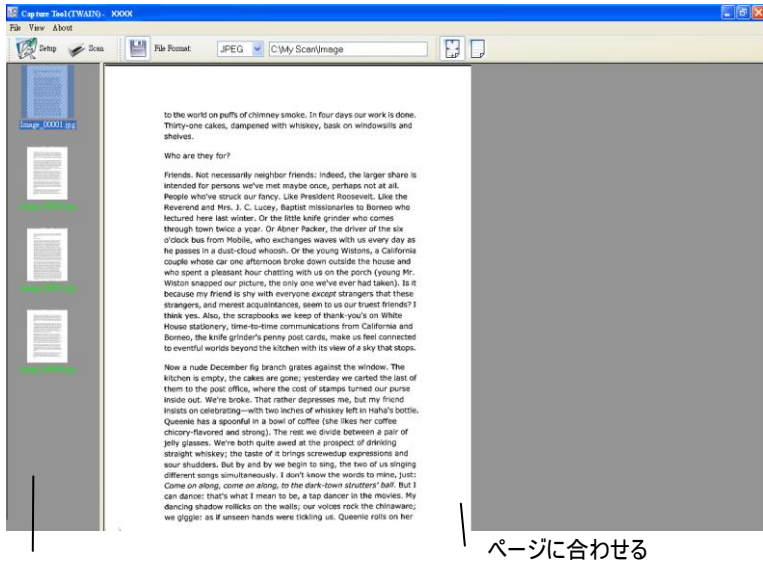 Capture Tool(TWAIN) - XXXX
File View About
Setup Scan File Format: JPEG C:\My Scan\Image
Image_00001.jpg
to the world on puffs of chimney smoke. In four days our work is done.
Thirty-one cakes, dampened with whiskey, bask on windowsills and
shelves.
Who are they for?
Friends. Not necessarily neighbor friends: indeed, the larger share is
intended for persons we've met maybe once, perhaps not at all.
People who've struck our fancy. Like President Roosevelt. Like the
Reverend and Mrs. J. C. Lucey, Baptist missionaries to Borneo who
lectured here last winter. Or the little knife grinder who comes
through town twice a year. Or Abner Packer, the driver of the six
o'clock bus from Mobile, who exchanges waves with us every day as
he passes in a dust-cloud whoosh. Or the young Wistons, a California
couple whose car one afternoon broke down outside the house and
who spent a pleasant hour chatting with us on the porch (young Mr.
Wiston snapped our picture, the only one we've ever had taken). Is it
because my friend is shy with everyone except strangers that these
strangers, and merest acquaintances, seem to us our truest friends? I
think yes. Also, the scrapbooks we keep of thank-you's on White
House stationery, time-to-time communications from California and
Borneo, the knife grinder's penny post cards, make us feel connected
to eventful worlds beyond the kitchen with its view of a sky that stops.
Now a nude December fig branch grates against the window. The
kitchen is empty, the cakes are gone; yesterday we carted the last of
them to the post office, where the cost of stamps turned our purse
inside out. We're broke. That rather depresses me, but my friend
insists on celebrating—with two inches of whiskey left in Haha's bottle.
Queenie has a spoonful in a bowl of coffee (she likes her coffee
chicory-flavored and strong). The rest we divide between a pair of
jelly glasses. We're both quite awed at the prospect of drinking
straight whiskey; the taste of it brings screwedup expressions and
sour shudders. But by and by we begin to sing, the two of us singing
different songs simultaneously. I don't know the words to mine, just:
Come on along, come on along, to the dark-town strutters' ball. But I
can dance: that's what I mean to be, a tap dancer in the movies. My
dancing shadow rollicks on the walls; our voices rock the chinaware;
we giggle: as if unseen hands were tickling us. Queenie rolls on her
ページに合わせる